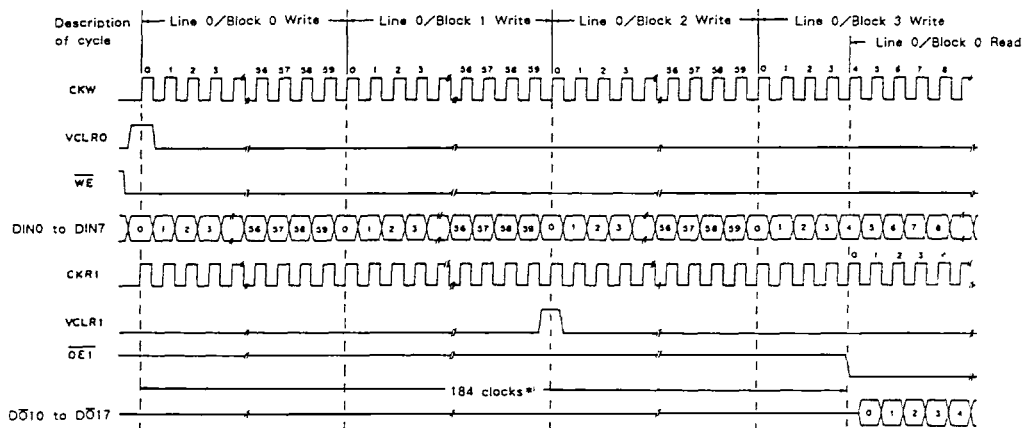 Description of cycle
Line 0/Block 0 Write Line 0/Block 1 Write Line 0/Block 2 Write Line 0/Block 3 Write
Line 0/Block 0 Read
0 1 2 3 56 57 58 59 0 1 2 3 56 57 58 59 0 1 2 3 56 57 58 59 0 1 2 3 4 5 6 7 8
CKW
VCLR0
WE
DIN0 to DIN7 0 1 2 3 56 57 58 59 0 1 2 3 56 57 58 59 0 1 2 3 56 57 58 59 0 1 2 3 4 5 6 7 8
0 1 2 3
CKR1
VCLR1
OE1
184 clocks
DO10 to DO17 0 1 2 3 4